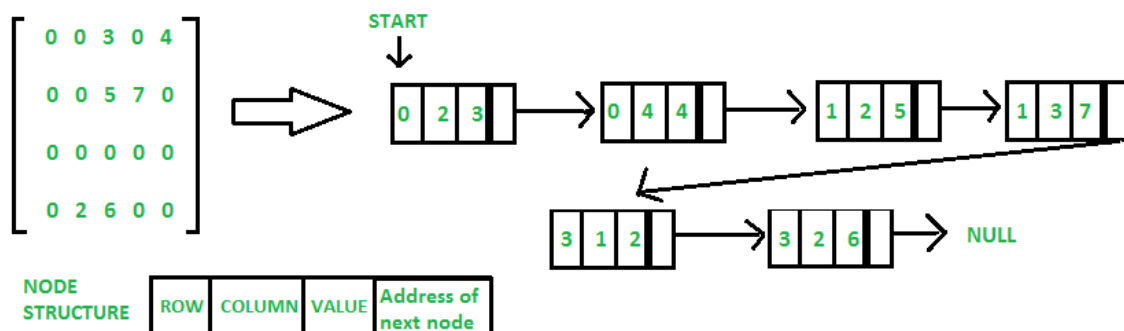 START
0 0 3 0 4
0 0 5 7 0
0 0 0 0 0
0 2 6 0 0
0 2 3
0 4 4
1 2 5
1 3 7
3 1 2
3 2 6
NULL
NODE
STRUCTURE
ROW
COLUMN
VALUE
Address of
next node